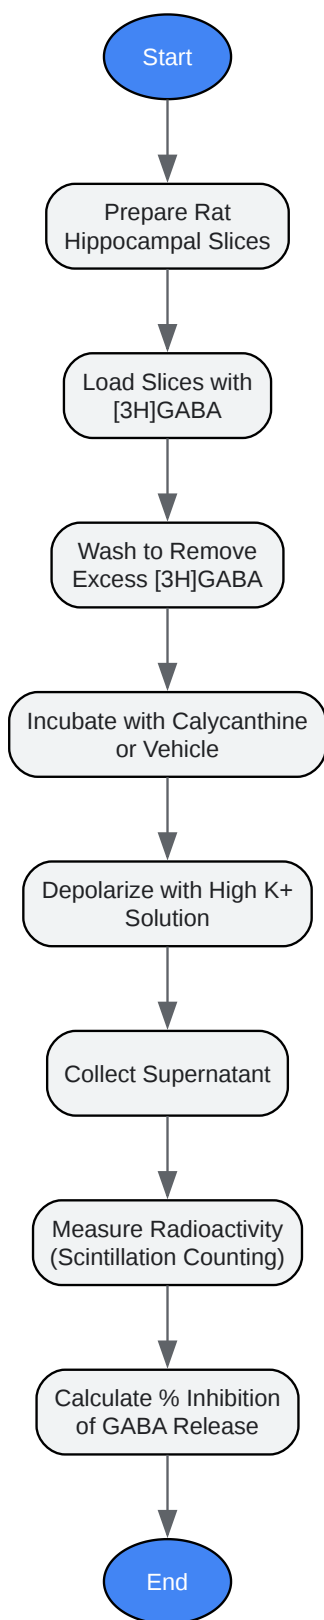 Start
Prepare Rat
Hippocampal Slices
Load Slices with
[3H]GABA
Wash to Remove
Excess [3H]GABA
Incubate with Calycanthine
or Vehicle
Depolarize with High K+
Solution
Collect Supernatant
Measure Radioactivity
(Scintillation Counting)
Calculate % Inhibition
of GABA Release
End